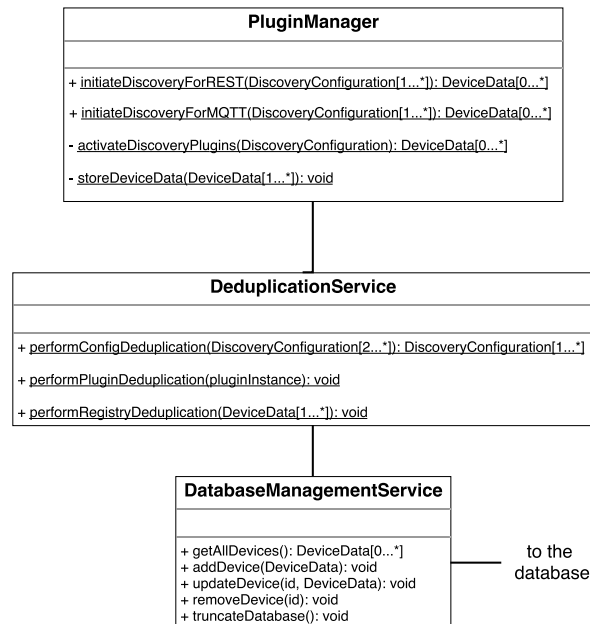 PluginManager
+ initiateDiscoveryForREST(DiscoveryConfiguration[1...*]): DeviceData[0...*]
+ initiateDiscoveryForMQTT(DiscoveryConfiguration[1...*]): DeviceData[0...*]
- activateDiscoveryPlugins(DiscoveryConfiguration): DeviceData[0...*]
- storeDeviceData(DeviceData[1...*]): void
DeduplicationService
+ performConfigDeduplication(DiscoveryConfiguration[2...*]): DiscoveryConfiguration[1...*]
+ performPluginDeduplication(pluginInstance): void
+ performRegistryDeduplication(DeviceData[1...*]): void
DatabaseManagementService
+ getAllDevices(): DeviceData[0...*]
+ addDevice(DeviceData): void
+ updateDevice(id, DeviceData): void
+ removeDevice(id): void
+ truncateDatabase(): void
to the
database